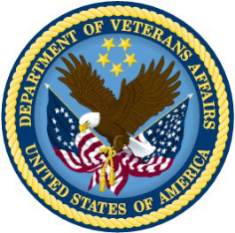 DEPARTMENT OF VETERANS AFFAIRS
UNITED STATES OF AMERICA